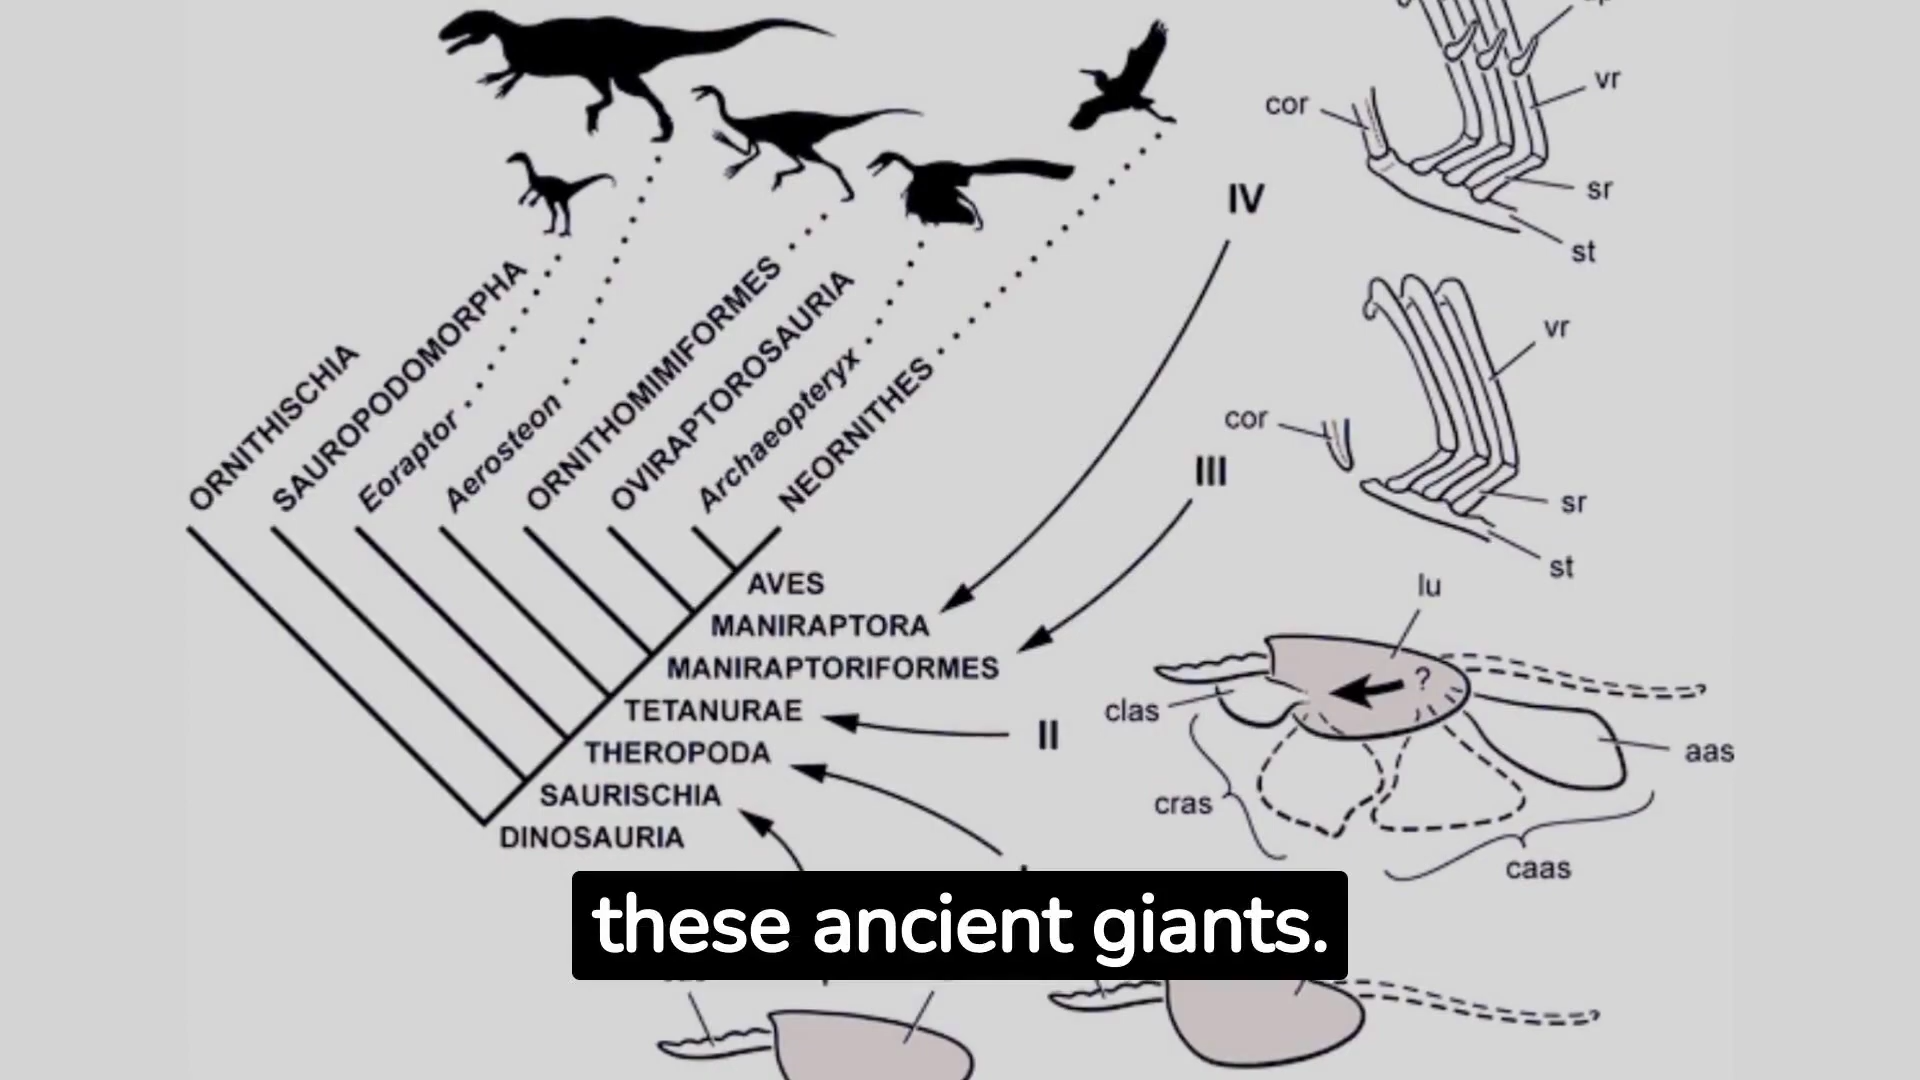 vr
cor
sr
st
IV
vr
cor
III
sr
st
ORNITHISCHIA
SAUROPODOMORPHA
Eoraptor
Aerosteon
ORNITHOMIMIFORMES
OVIRAPTOROSAURIA
Archaeopteryx
NEORNITHES
AVES
MANIRAPTORA
MANIRAPTORIFORMES
TETANURAE
THEROPODA
SAURISCHIA
DINOSAURIA
II
lu
?
clas
aas
cras
caas
these ancient giants.